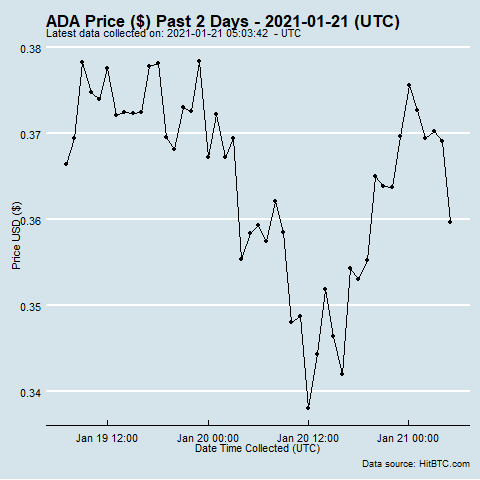 ADA Price ($) Past 2 Days - 2021-01-21 (UTC)
Latest data collected on: 2021-01-21 05:03:42  - UTC
0.38
0.37
0.36
0.35
0.34
Price USD ($)
Jan 19 12:00 Jan 20 00:00 Jan 20 12:00 Jan 21 00:00
Date Time Collected (UTC)
Data source: HitBTC.com